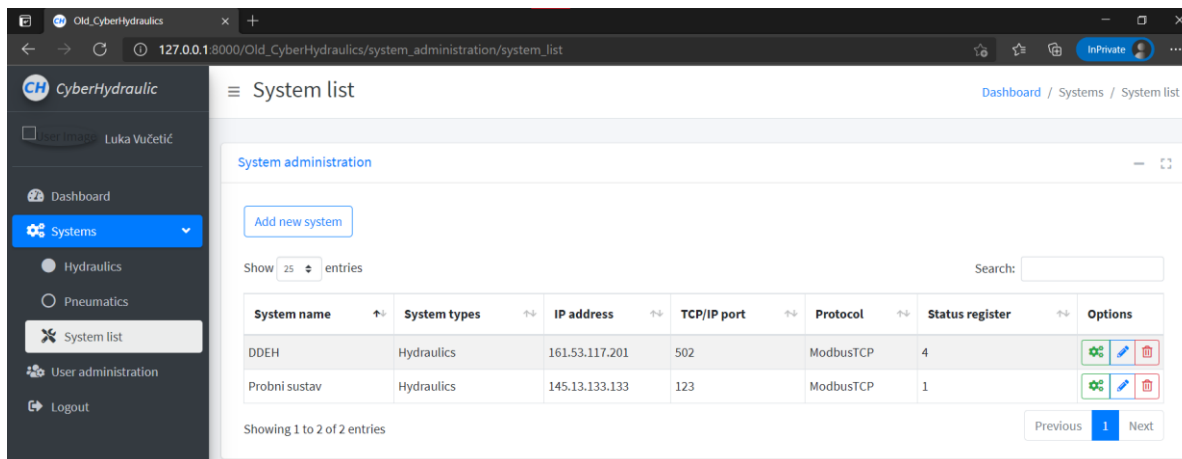 Old_CyberHydraulics
127.0.0.1:8000/Old_CyberHydraulics/system_administration/system_list
InPrivate
CH CyberHydraulic
System list
Dashboard / Systems / System list
User Image Luka Vučetić
System administration
Dashboard
Add new system
Systems
Hydraulics
Show 25 entries
Search:
Pneumatics
System name System types IP address TCP/IP port Protocol Status register Options
System list
DDEH Hydraulics 161.53.117.201 502 ModbusTCP 4
User administration
Probni sustav Hydraulics 145.13.133.133 123 ModbusTCP 1
Logout
Showing 1 to 2 of 2 entries
Previous 1 Next